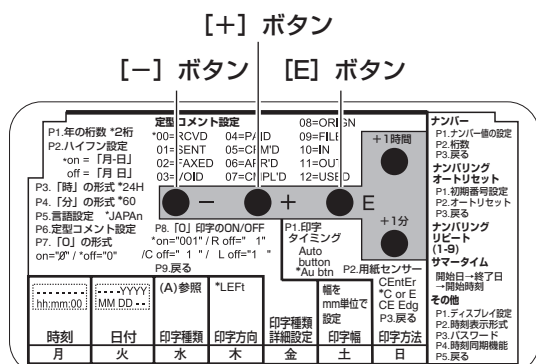 [+] ボタン
[−] ボタン
[E] ボタン
P1.年の桁数 *2桁
P2.ハイフン設定
*on = 「月-日」
off = 「月 日」
P3. 「時」の形式 *24H
P4. 「分」の形式 *60
P5.言語設定 *JAPAn
P6.定型コメント設定
P7. 「0」の形式
on="0̸" / *off="0"
定型コメント設定
*00=RCVD 04=PAID 08=ORIGN
01=SENT 05=CFM'D 09=FILE
02=FAXED 06=APR'D 10=IN
03=VOID 07=CMPL'D 11=OUT
12=USED
− + E
+1時間
+1分
P8. 「0」印字のON/OFF
*on="001" / R off=" 1"
/C off=" 1 " / L off="1 "
P9.戻る
P1.印字
タイミング
Auto
button
*Au btn
P2.用紙センサー
CEntEr
*C or E
CE Edg
P3.戻る
ナンバー
P1.ナンバー値の設定
P2.桁数
P3.戻る
ナンバリング
オートリセット
P1.初期番号設定
P2.オートリセット
P3.戻る
ナンバリング
リピート
(1-9)
サマータイム
開始日→終了日
→開始時刻
その他
P1.ディスプレイ設定
P2.時刻表示形式
P3.パスワード
P4.時刻同期機能
P5.戻る
hh:mm:00
YYYY
MM DD
(A)参照
*LEFt
幅を
mm単位で
設定
時刻 日付 印字種類 印字方向 印字種類詳細設定 印字幅 印字方法
月 火 水 木 金 土 日